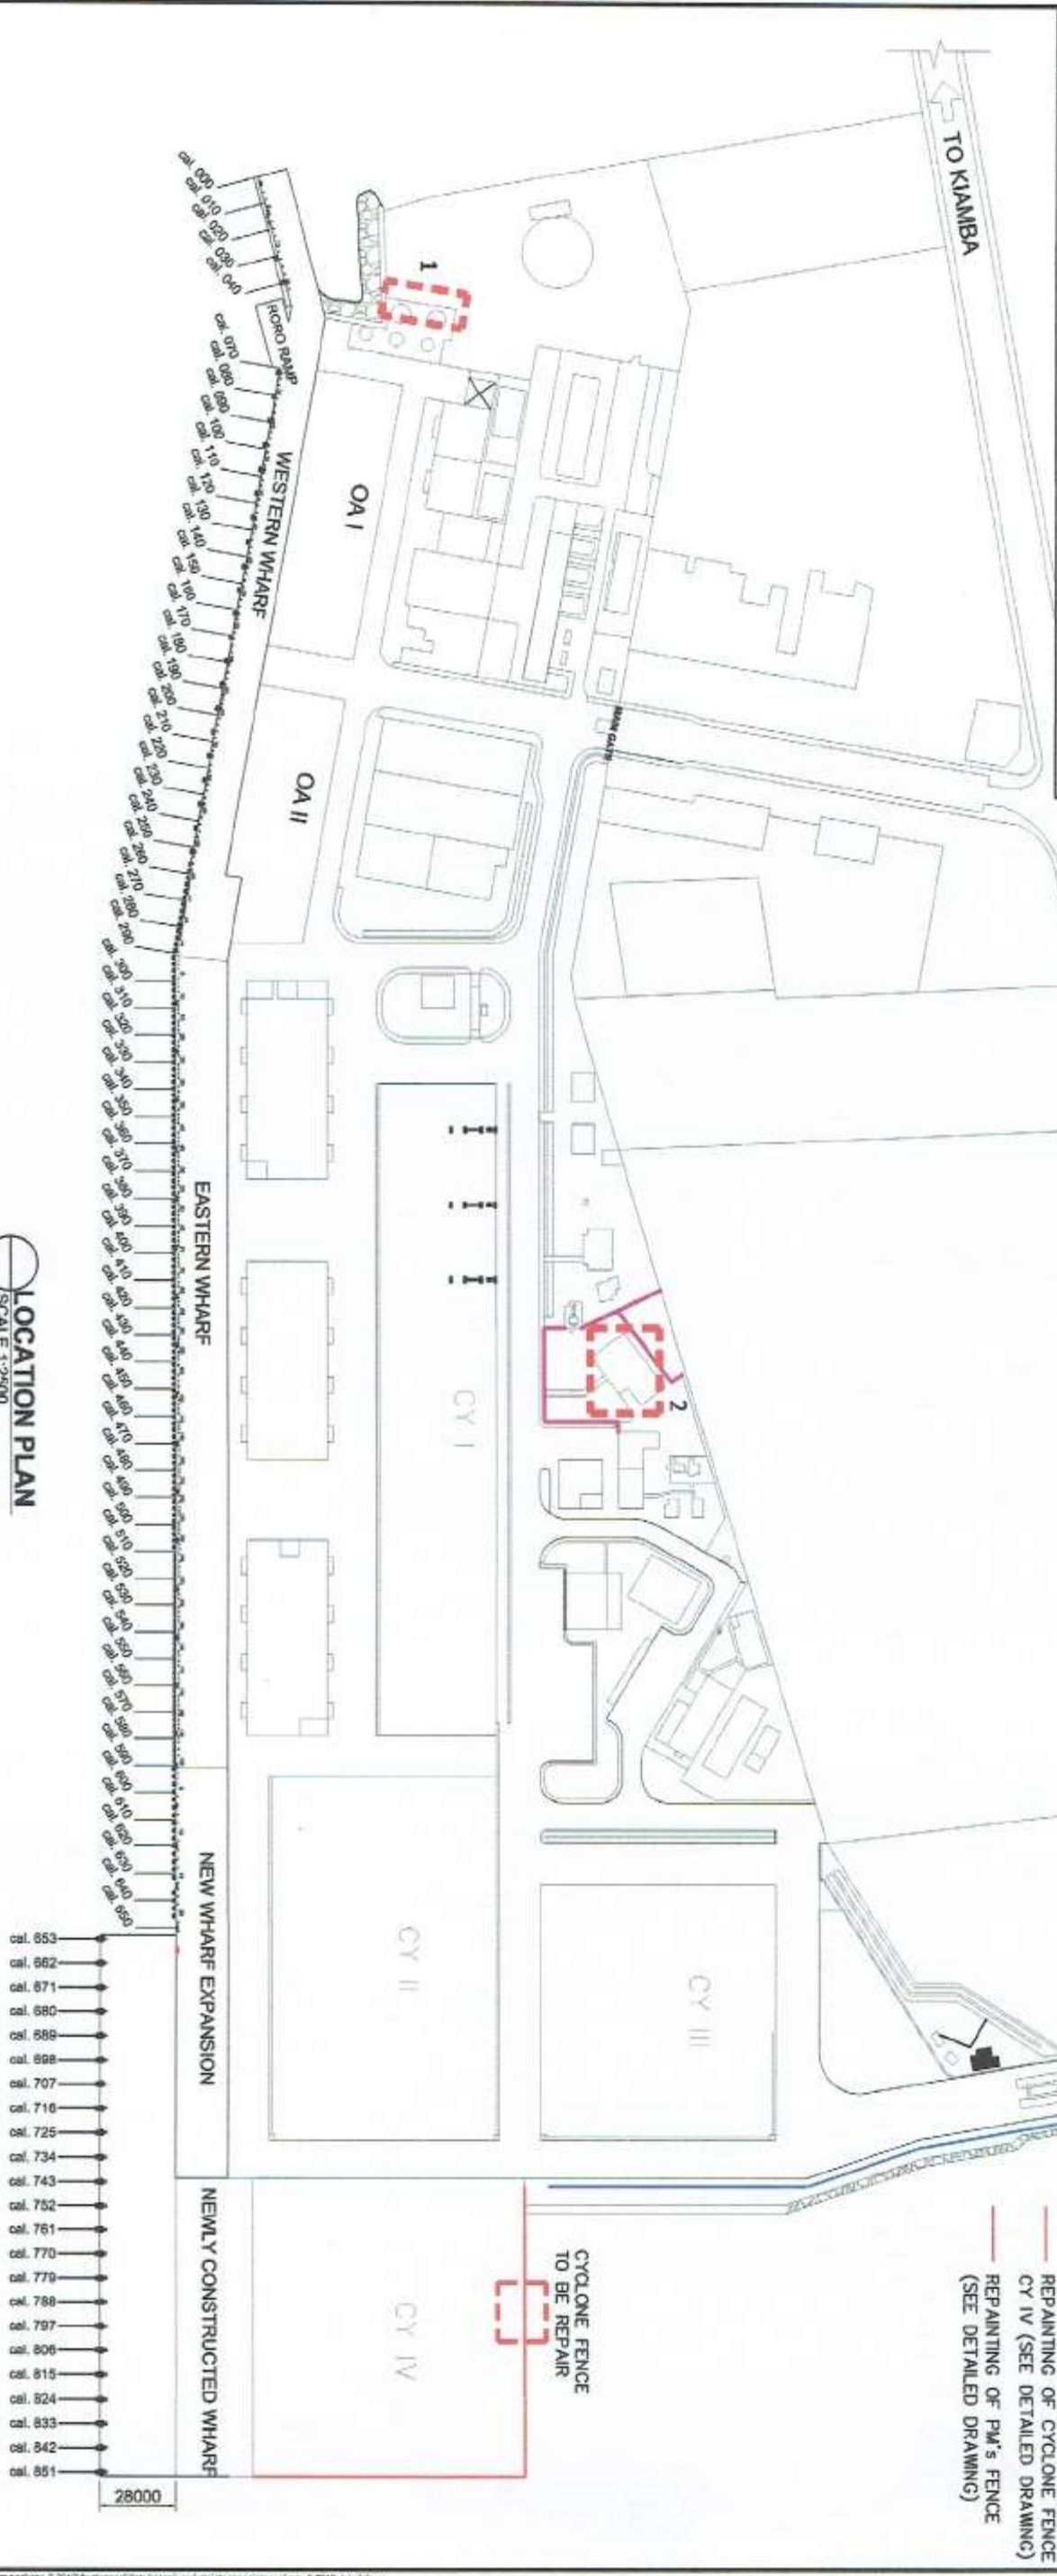 TO KIAMBA
1
cal. 000
cal. 010
cal. 020
cal. 030
cal. 040
RORO RAMP
cal. 070
cal. 080
cal. 090
cal. 100
cal. 110
cal. 120
cal. 130
cal. 140
cal. 150
cal. 160
cal. 170
cal. 180
cal. 190
cal. 200
cal. 210
cal. 220
cal. 230
cal. 240
cal. 250
cal. 260
cal. 270
cal. 280
cal. 290
cal. 300
cal. 310
cal. 320
cal. 330
cal. 340
cal. 350
cal. 360
cal. 370
cal. 380
cal. 390
cal. 400
cal. 410
cal. 420
cal. 430
cal. 440
cal. 450
cal. 460
cal. 470
cal. 480
cal. 490
cal. 500
cal. 510
cal. 520
cal. 530
cal. 540
cal. 550
cal. 560
cal. 570
cal. 580
cal. 590
cal. 600
cal. 610
cal. 620
cal. 630
cal. 640
cal. 650
cal. 653
cal. 662
cal. 671
cal. 680
cal. 689
cal. 698
cal. 707
cal. 716
cal. 725
cal. 734
cal. 743
cal. 752
cal. 761
cal. 770
cal. 779
cal. 788
cal. 797
cal. 806
cal. 815
cal. 824
cal. 833
cal. 842
cal. 851
28000
WESTERN WHARF
OA I
OA II
MAIN GATE
EASTERN WHARF
CY I
2
NEW WHARF EXPANSION
CY II
CY III
NEWLY CONSTRUCTED WHARF
CY IV
CYCLONE FENCE
TO BE REPAIR
REPAINTING OF CYCLONE FENCE
CY IV (SEE DETAILED DRAWING)
REPAINTING OF PM's FENCE
(SEE DETAILED DRAWING)
LOCATION PLAN
SCALE 1:2500